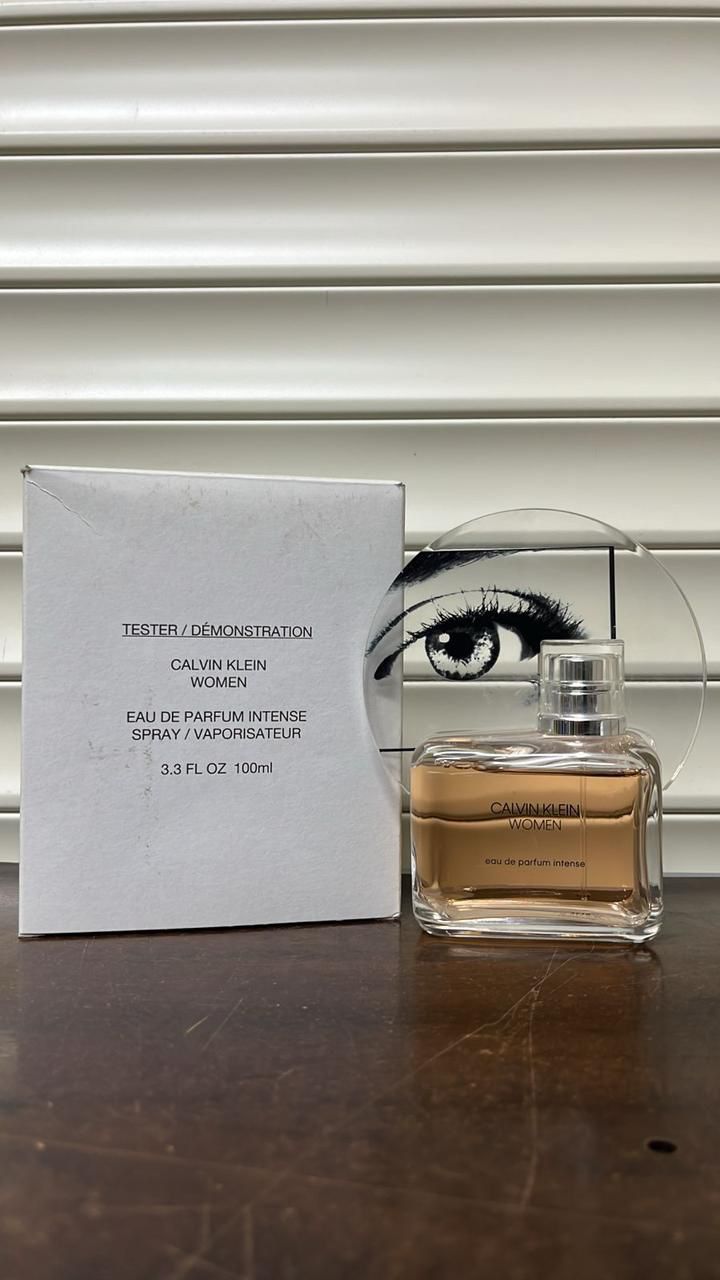 TESTER / DÉMONSTRATION
CALVIN KLEIN
WOMEN
EAU DE PARFUM INTENSE
SPRAY / VAPORISATEUR
3.3 FL OZ 100ml
CALVIN KLEIN
WOMEN
eau de parfum intense